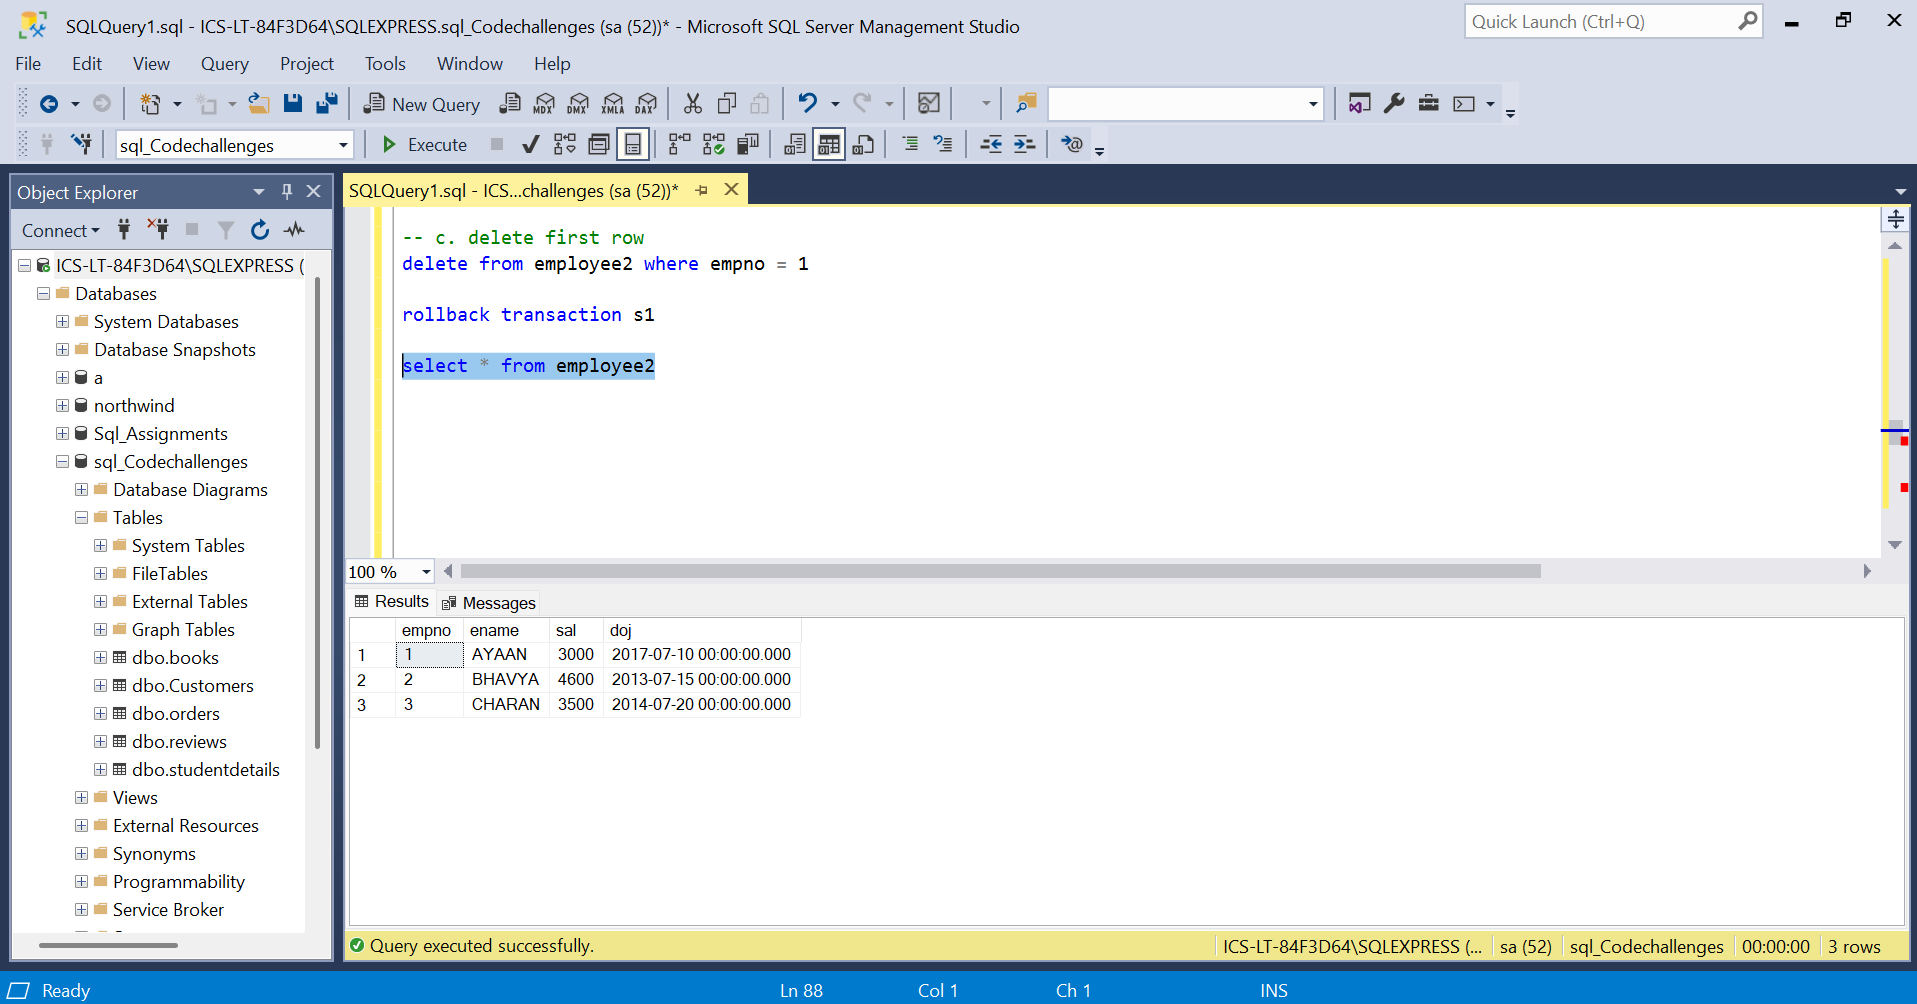 SQLQuery1.sql - ICS-LT-84F3D64\SQLEXPRESS.sql_Codechallenges (sa (52))* - Microsoft SQL Server Management Studio
Quick Launch (Ctrl+Q)
File Edit View Query Project Tools Window Help
New Query MDX DMX XMLA DAX
sql_Codechallenges Execute
Object Explorer
Connect
ICS-LT-84F3D64\SQLEXPRESS (
Databases
System Databases
Database Snapshots
a
northwind
Sql_Assignments
sql_Codechallenges
Database Diagrams
Tables
System Tables
FileTables
External Tables
Graph Tables
dbo.books
dbo.Customers
dbo.orders
dbo.reviews
dbo.studentdetails
Views
External Resources
Synonyms
Programmability
Service Broker
SQLQuery1.sql - ICS...challenges (sa (52))*
-- c. delete first row
delete from employee2 where empno = 1
rollback transaction s1
select * from employee2
100 %
Results Messages
empno ename sal doj
1 1 AYAAN 3000 2017-07-10 00:00:00.000
2 2 BHAVYA 4600 2013-07-15 00:00:00.000
3 3 CHARAN 3500 2014-07-20 00:00:00.000
Query executed successfully. ICS-LT-84F3D64\SQLEXPRESS (... sa (52) sql_Codechallenges 00:00:00 3 rows
Ready Ln 88 Col 1 Ch 1 INS